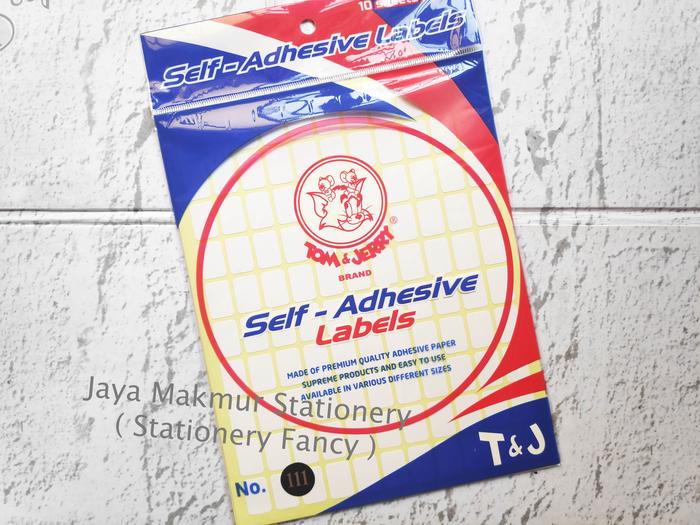 10 sheets
Self-Adhesive Labels
TOM & JERRY®
BRAND
Self - Adhesive
Labels
MADE OF PREMIUM QUALITY ADHESIVE PAPER
SUPREME PRODUCTS AND EASY TO USE
AVAILABLE IN VARIOUS DIFFERENT SIZES
Jaya Makmur Stationery
( Stationery Fancy )
T&J
No. 111